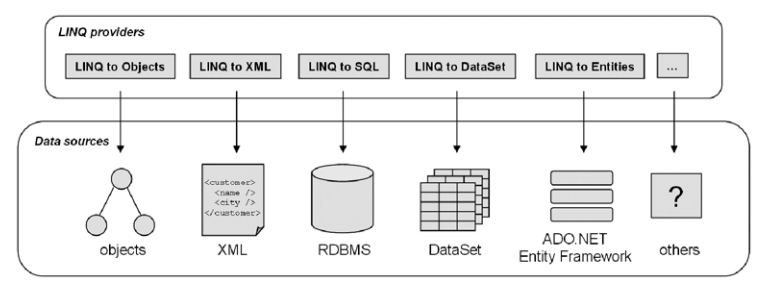 LINQ providers
LINQ to Objects
LINQ to XML
LINQ to SQL
LINQ to DataSet
LINQ to Entities
...
Data sources
<customer>
<name />
<city />
</customer>
?
objects
XML
RDBMS
DataSet
ADO.NET
Entity Framework
others